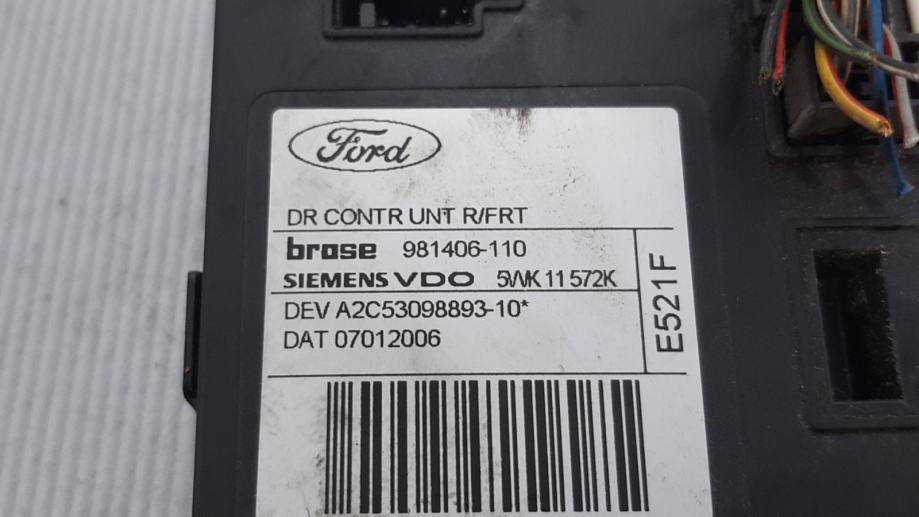 Ford
DR CONTR UNT R/FRT
brose 981406-110
SIEMENS VDO 5WK 11 572K
DEV A2C53098893-10*
DAT 07012006
E521F